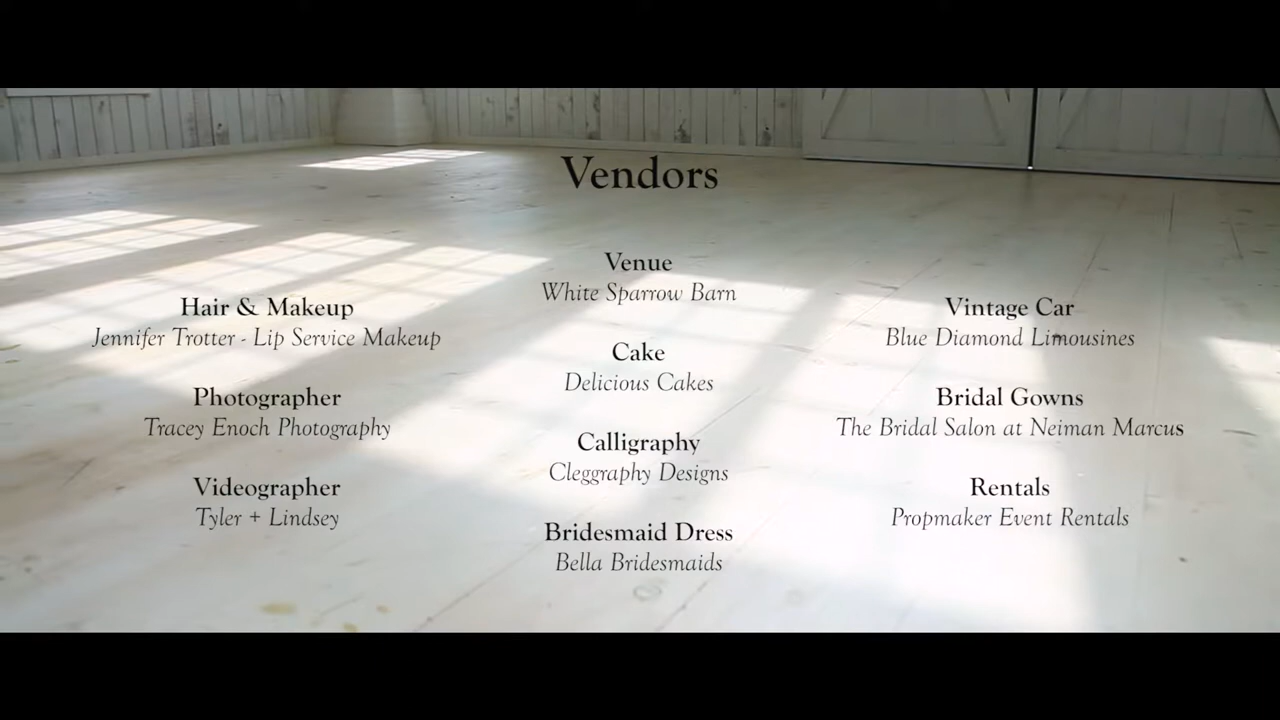 Vendors
Hair & Makeup
Jennifer Trotter - Lip Service Makeup
Photographer
Tracey Enoch Photography
Videographer
Tyler + Lindsey
Venue
White Sparrow Barn
Cake
Delicious Cakes
Calligraphy
Cleggraphy Designs
Bridesmaid Dress
Bella Bridesmaids
Vintage Car
Blue Diamond Limousines
Bridal Gowns
The Bridal Salon at Neiman Marcus
Rentals
Propmaker Event Rentals